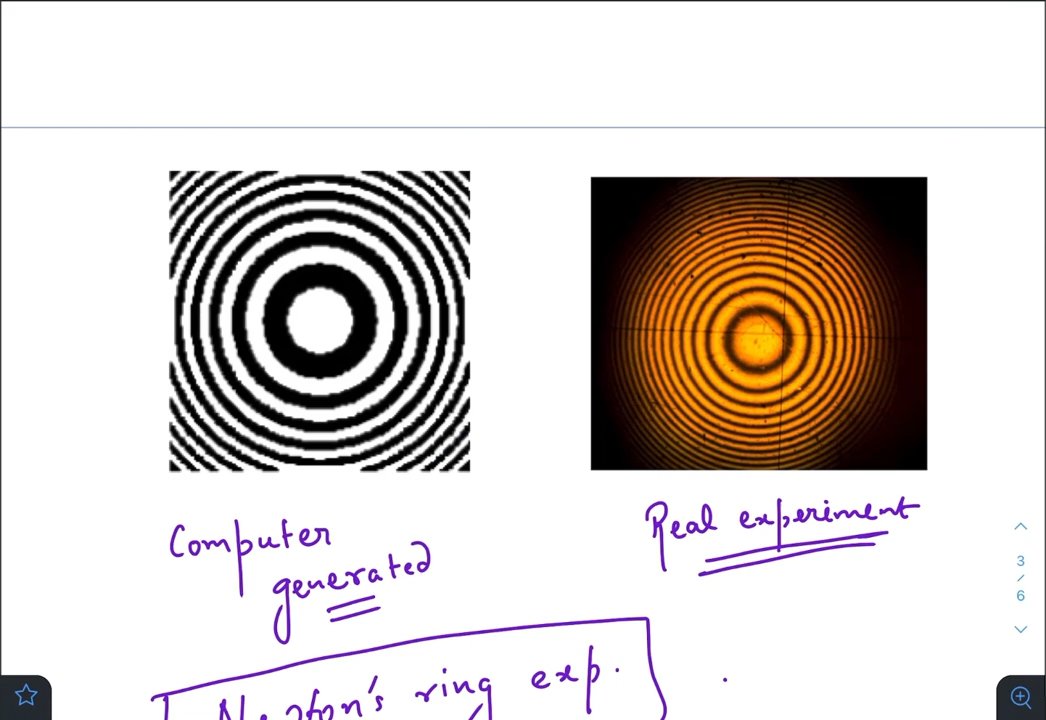 Computer
generated
Real experiment
Newton's ring exp.
3
/
6